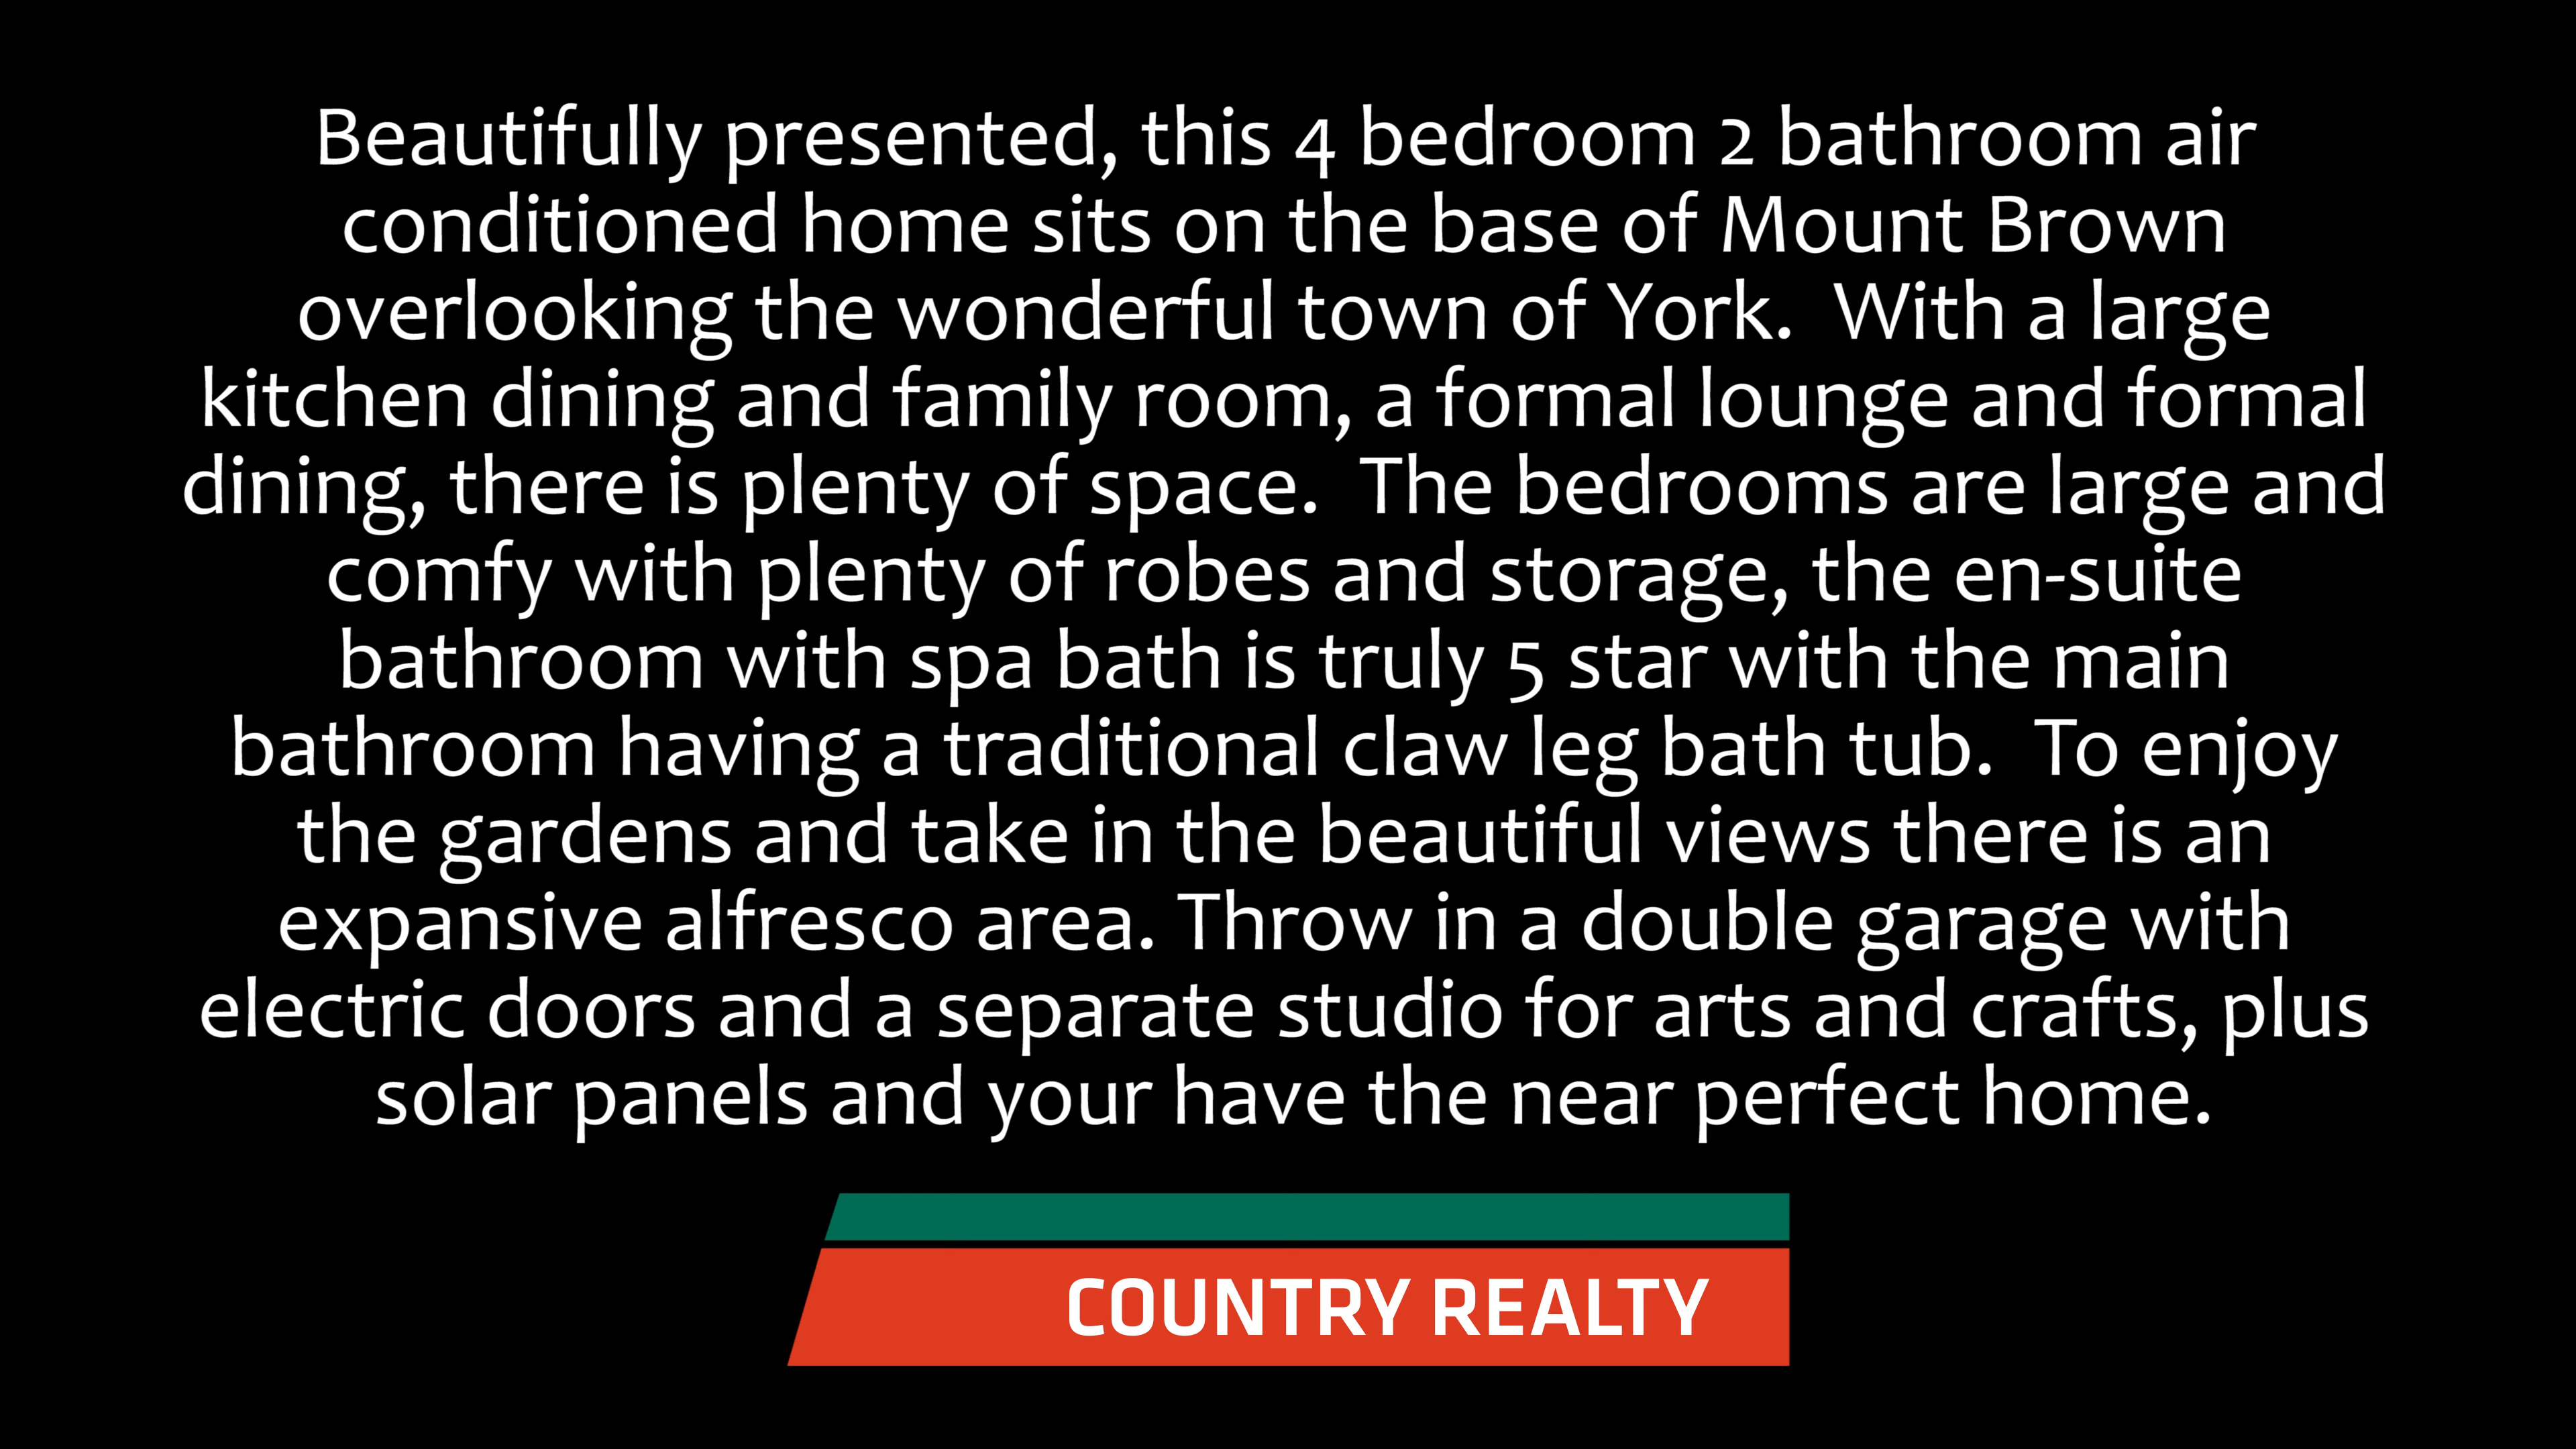 Beautifully presented, this 4 bedroom 2 bathroom air
conditioned home sits on the base of Mount Brown
overlooking the wonderful town of York.  With a large
kitchen dining and family room, a formal lounge and formal
dining, there is plenty of space.  The bedrooms are large and
comfy with plenty of robes and storage, the en-suite
bathroom with spa bath is truly 5 star with the main
bathroom having a traditional claw leg bath tub.  To enjoy
the gardens and take in the beautiful views there is an
expansive alfresco area. Throw in a double garage with
electric doors and a separate studio for arts and crafts, plus
solar panels and your have the near perfect home.
COUNTRY REALTY